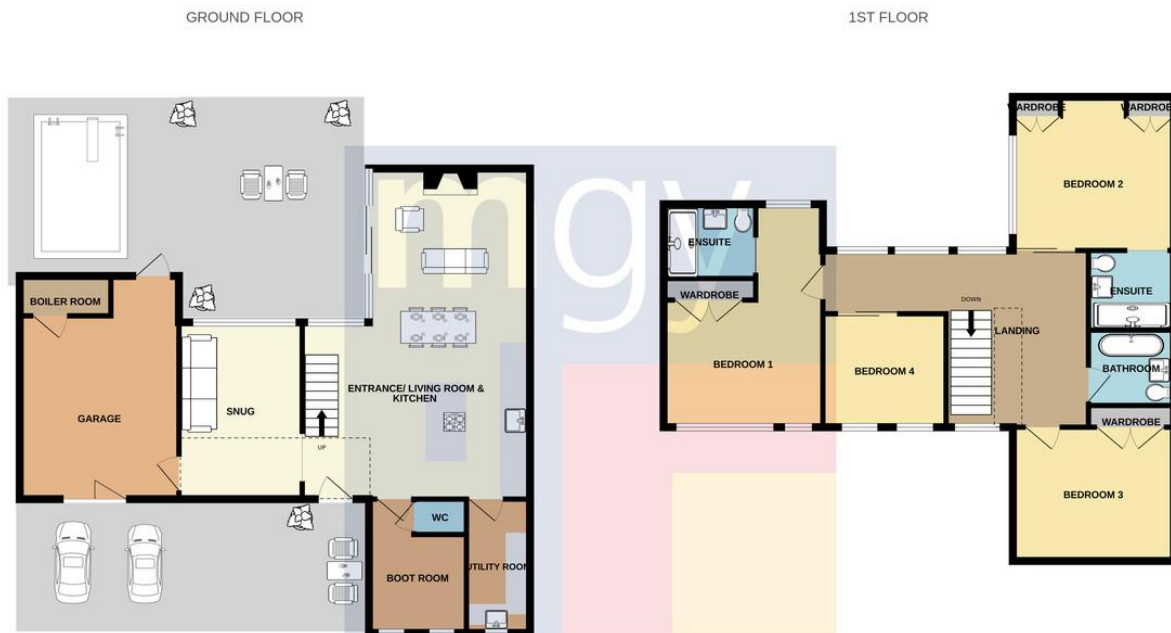 GROUND FLOOR
1ST FLOOR
WARDROBE
WARDROBE
BEDROOM 2
mgy
ENSUITE
BOILER ROOM
WARDROBE
ENSUITE
DOWN
LANDING
BEDROOM 1
BEDROOM 4
BATHROOM
ENTRANCE/ LIVING ROOM &
KITCHEN
SNUG
GARAGE
UP
WARDROBE
BEDROOM 3
WC
UTILITY ROOM
BOOT ROOM